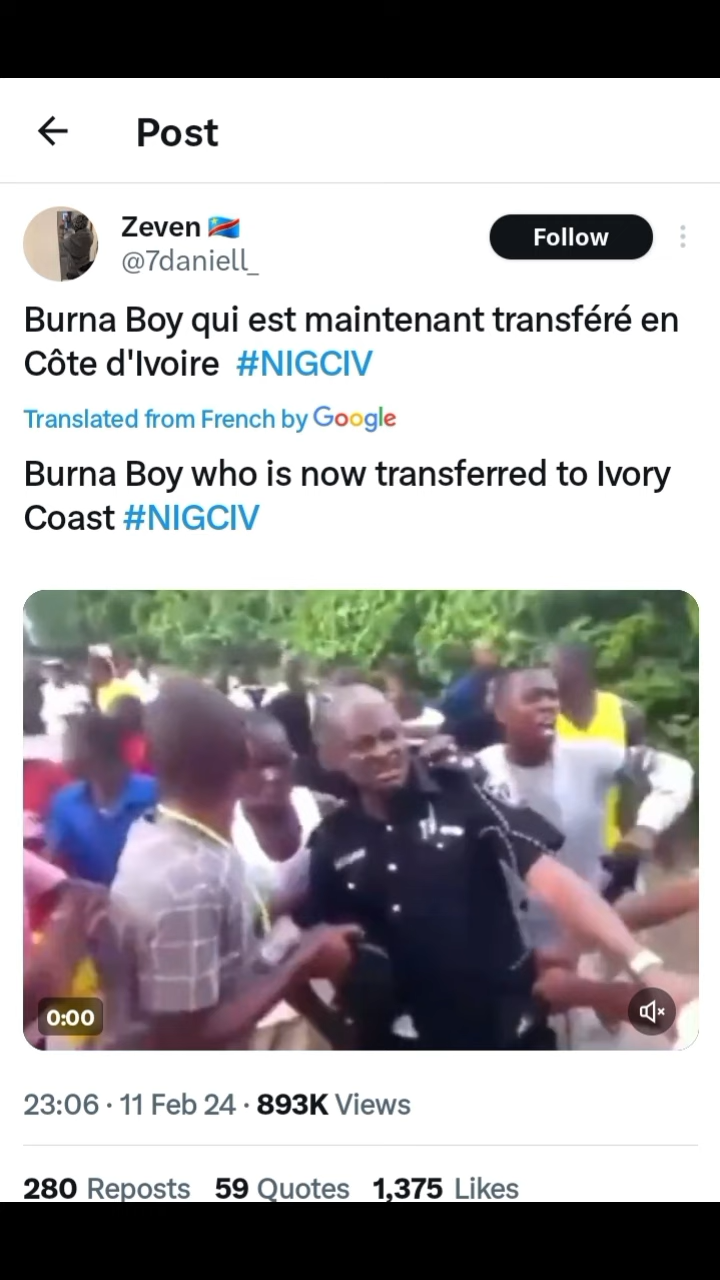 Post
Zeven
@7daniell_
Follow
Burna Boy qui est maintenant transféré en
Côte d'Ivoire #NIGCIV
Translated from French by Google
Burna Boy who is now transferred to Ivory
Coast #NIGCIV
0:00
23:06 · 11 Feb 24 · 893K Views
280 Reposts 59 Quotes 1,375 Likes